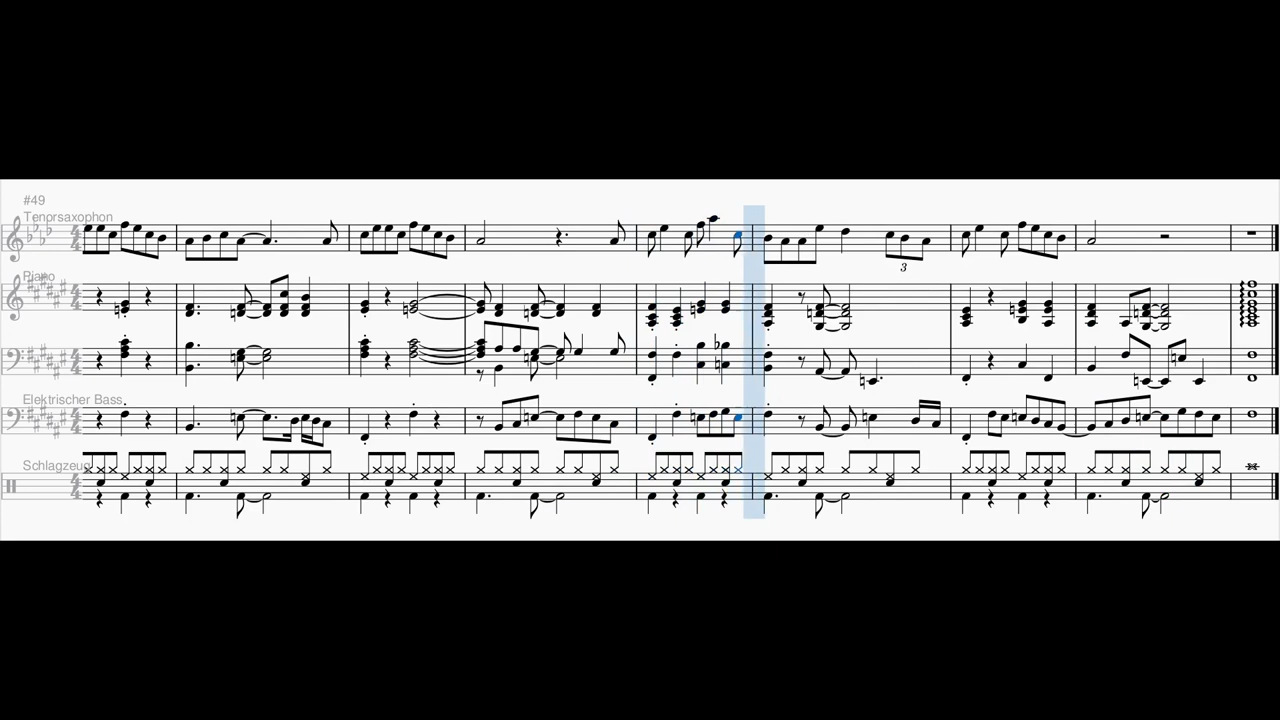 #49
Tenorsaxophon
Piano
Elektrischer Bass
3
Schlagzeug